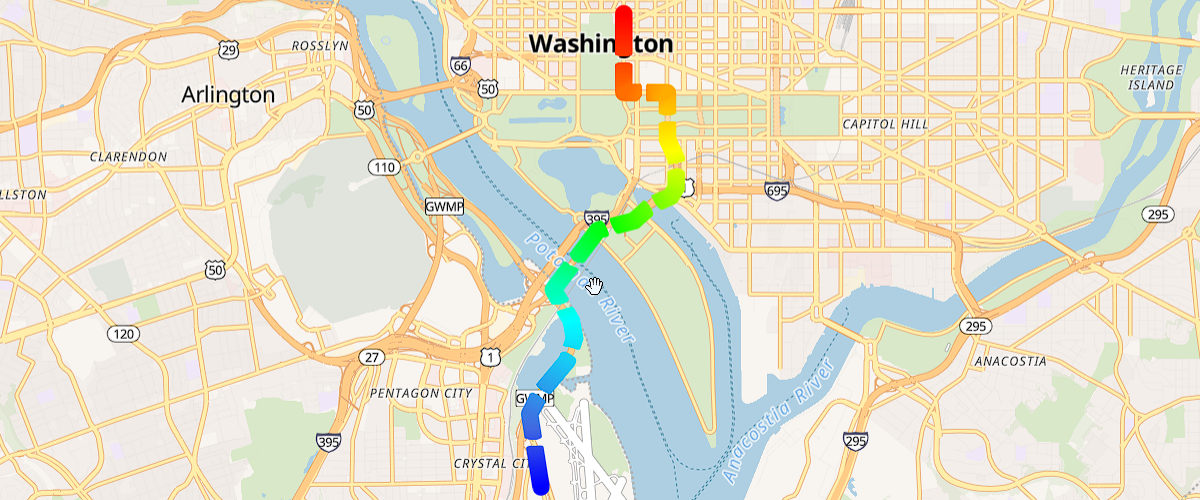 Washington
ROSSLYN
29
66
50
HERITAGE
ISLAND
Arlington
50
CAPITOL HILL
CLARENDON
110
LLSTON
695
GWMP
395
295
50
Potomac River
120
295
27
1
ANACOSTIA
PENTAGON CITY
GWMP
Anacostia River
395
295
CRYSTAL CITY